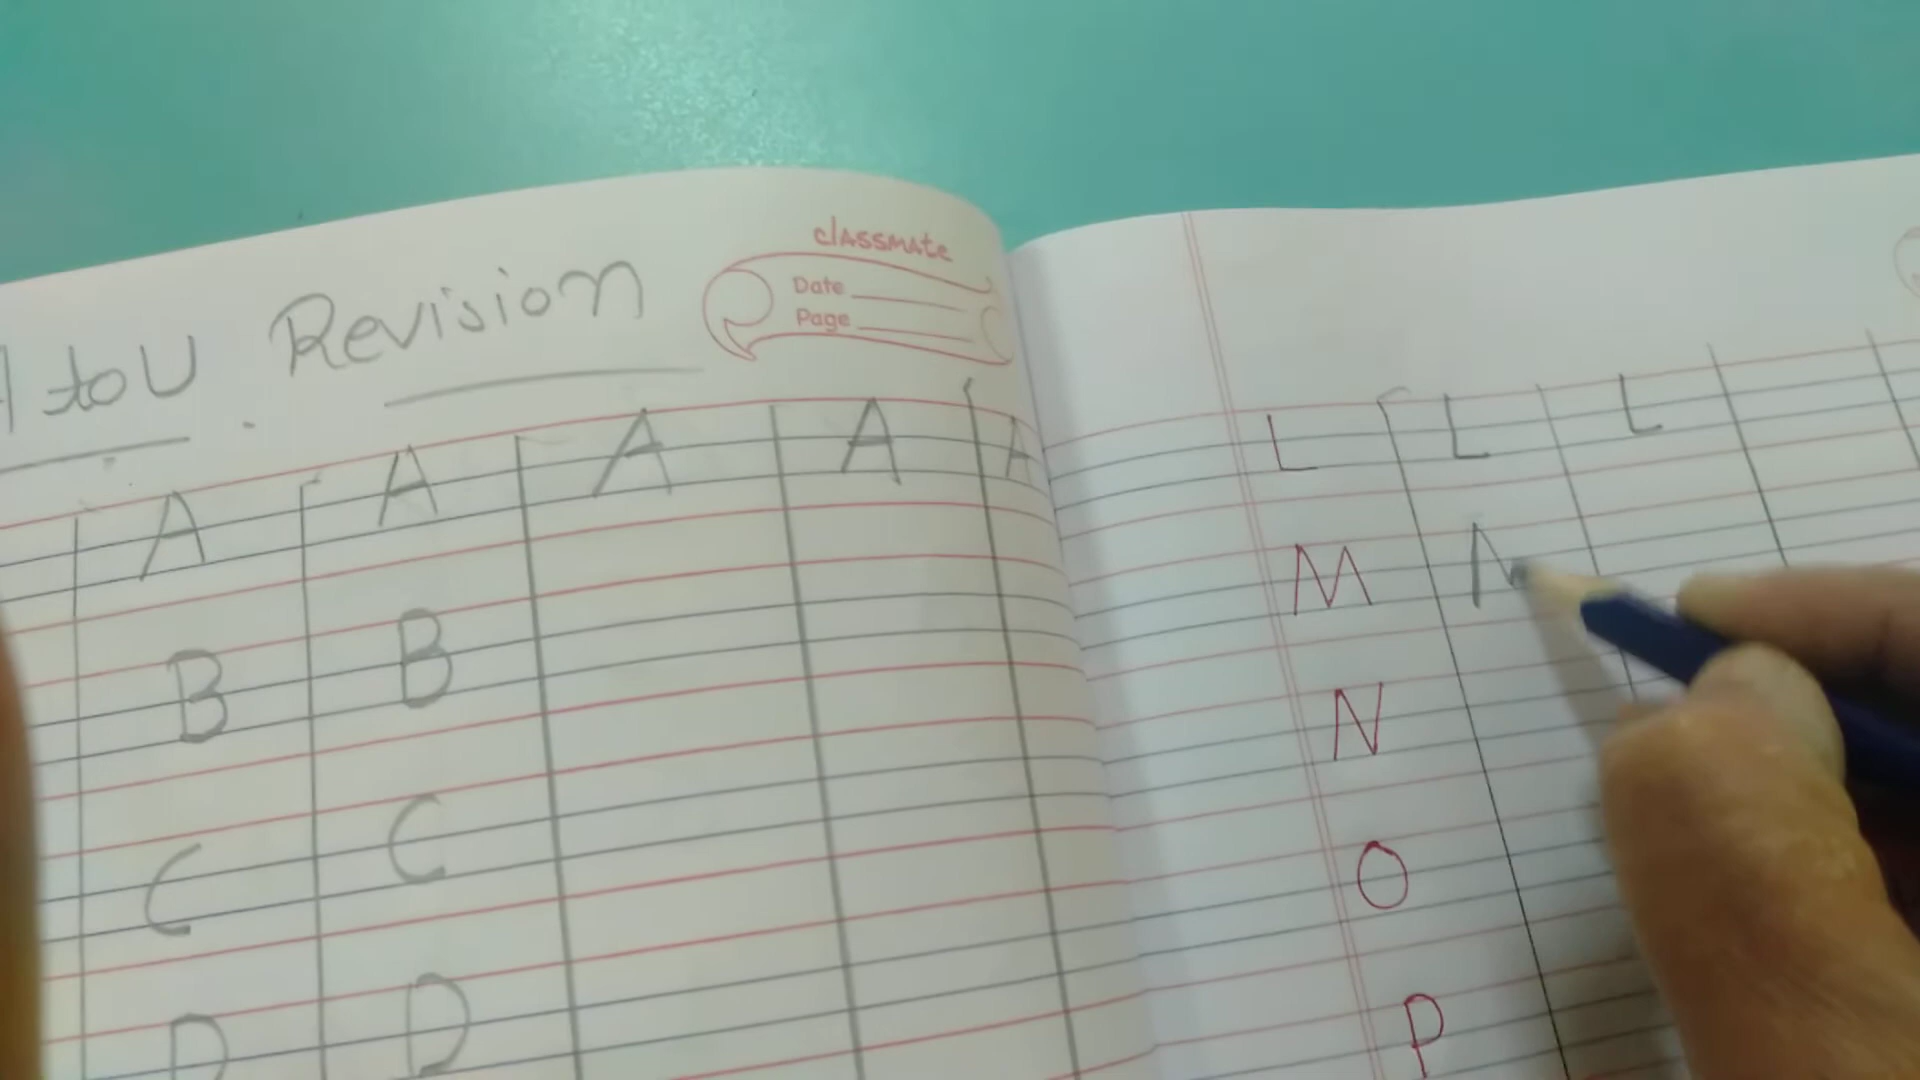 classmate
Date
Page
A to U Revision
A A A A A
B B
C C
D D
L L L
M
N
O
P